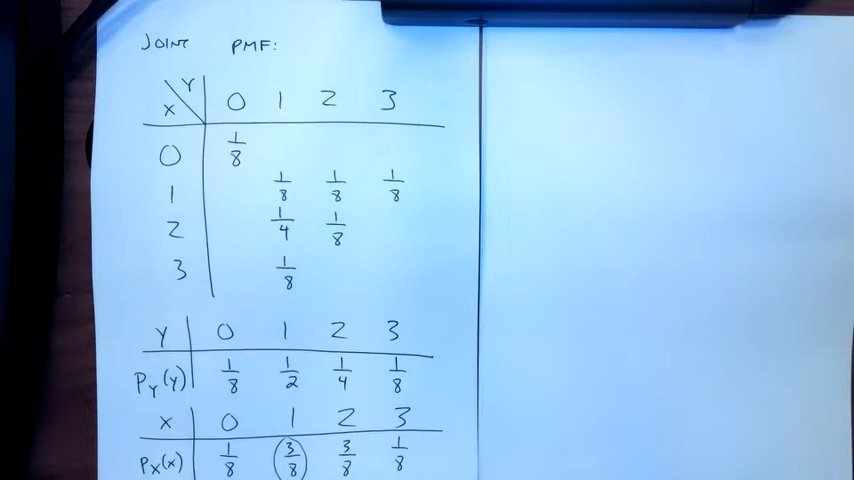 JOINT PMF:
X \ Y | 0 1 2 3
0 | 1/8
1 | 1/8 1/8 1/8
2 | 1/4 1/8
3 | 1/8
Y | 0 1 2 3
P_Y(y) | 1/8 1/2 1/4 1/8
X | 0 1 2 3
P_X(x) | 1/8 3/8 3/8 1/8